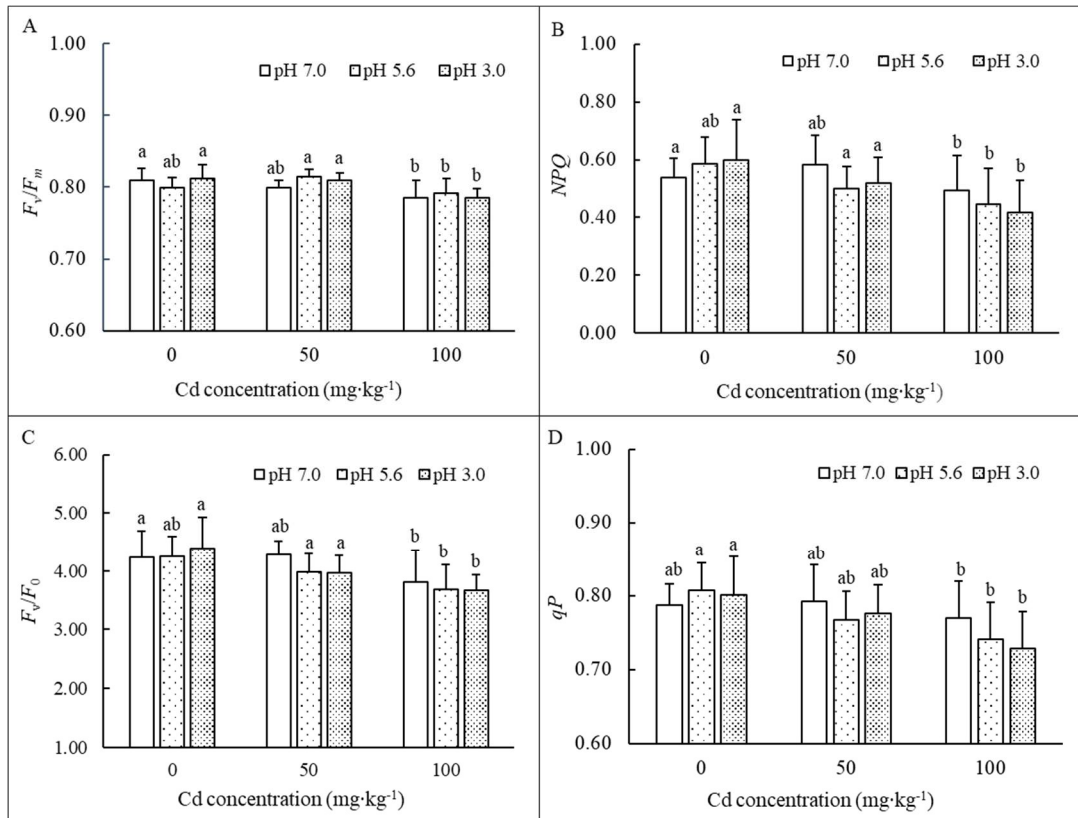 A
1.00
0.90
0.80
0.70
0.60
Fv/Fm
pH 7.0 pH 5.6 pH 3.0
a ab a ab a a b b b
0 50 100
Cd concentration (mg·kg-1)
B
1.00
0.80
0.60
0.40
0.20
0.00
NPQ
pH 7.0 pH 5.6 pH 3.0
a ab a ab b a b b b
0 50 100
Cd concentration (mg·kg-1)
C
6.00
5.00
4.00
3.00
2.00
1.00
Fv/F0
pH 7.0 pH 5.6 pH 3.0
a ab a ab a a b b b
0 50 100
Cd concentration (mg·kg-1)
D
1.00
0.90
0.80
0.70
0.60
qP
pH 7.0 pH 5.6 pH 3.0
ab a a ab ab ab b b b
0 50 100
Cd concentration (mg·kg-1)